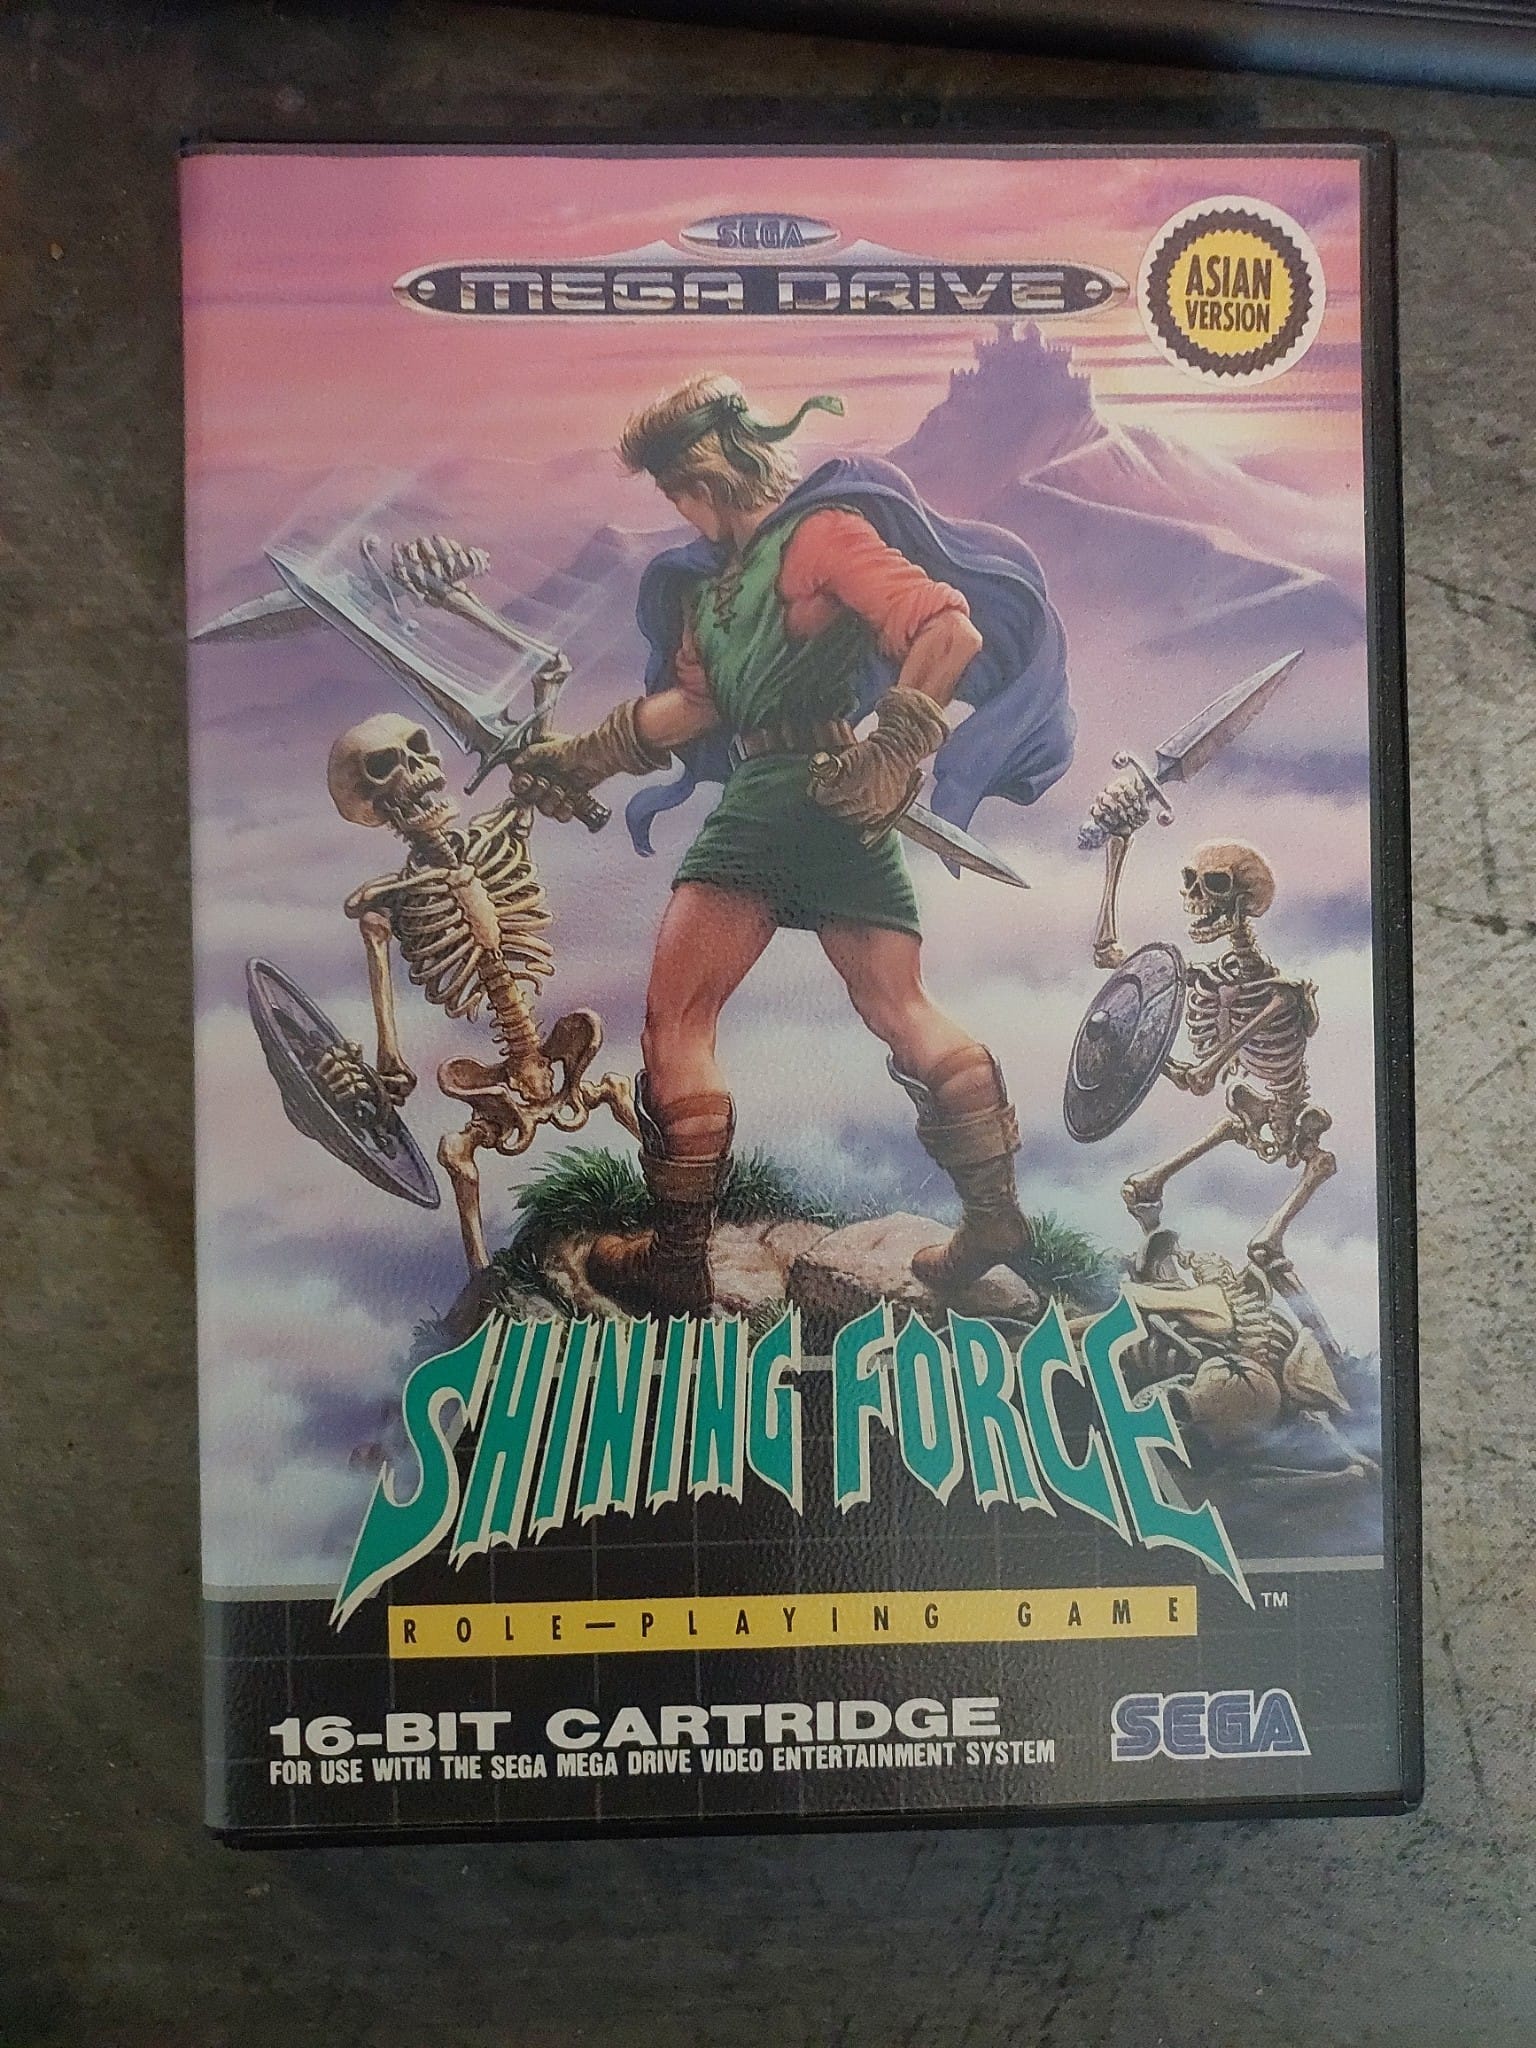 SEGA
MEGA DRIVE
ASIAN
VERSION
SHINING FORCE
TM
ROLE-PLAYING GAME
16-BIT CARTRIDGE
FOR USE WITH THE SEGA MEGA DRIVE VIDEO ENTERTAINMENT SYSTEM
SEGA